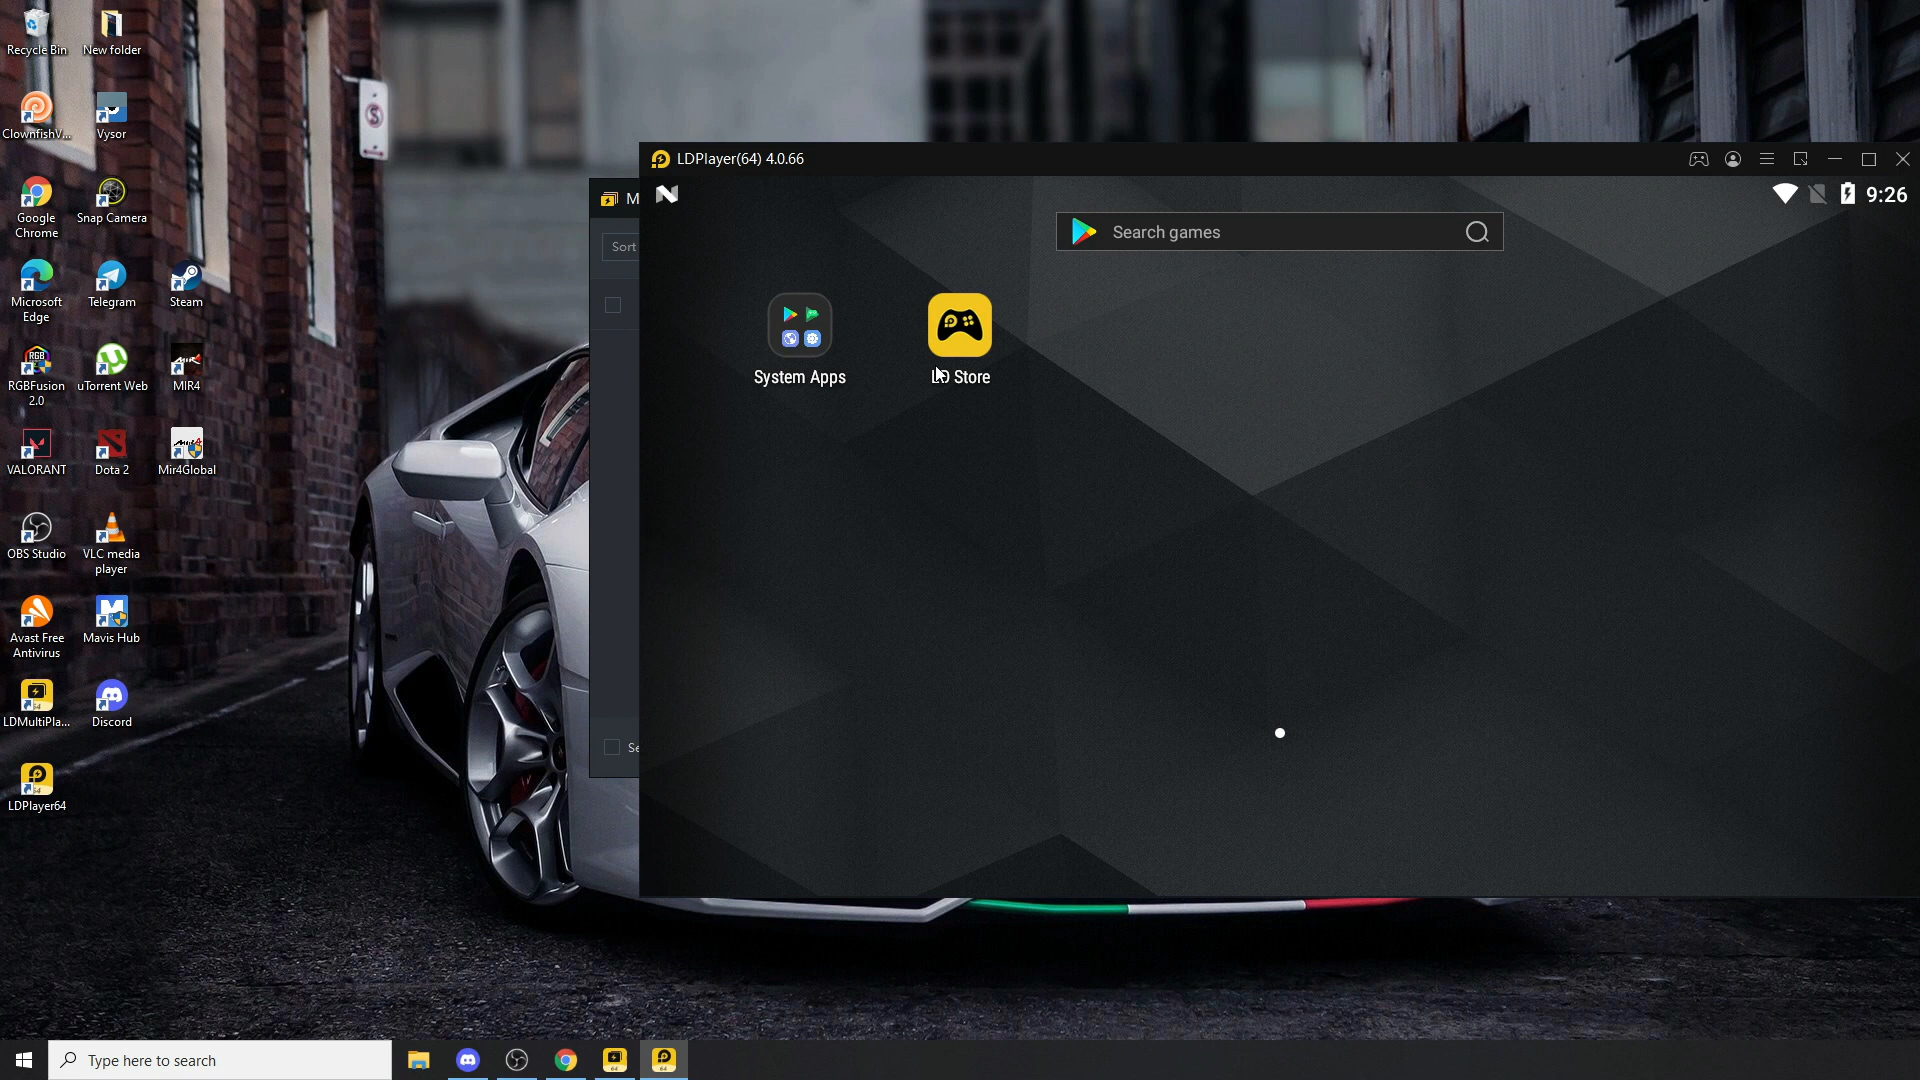 Recycle Bin
New folder
ClownfishV...
Vysor
Google
Chrome
Snap Camera
Microsoft
Edge
Telegram
Steam
RGBFusion
2.0
uTorrent Web
MIR4
VALORANT
Dota 2
Mir4Global
OBS Studio
VLC media
player
Avast Free
Antivirus
Mavis Hub
LDMultiPla...
Discord
LDPlayer64
M
Sort
Se
LDPlayer(64) 4.0.66
9:26
Search games
System Apps
LD Store
Type here to search